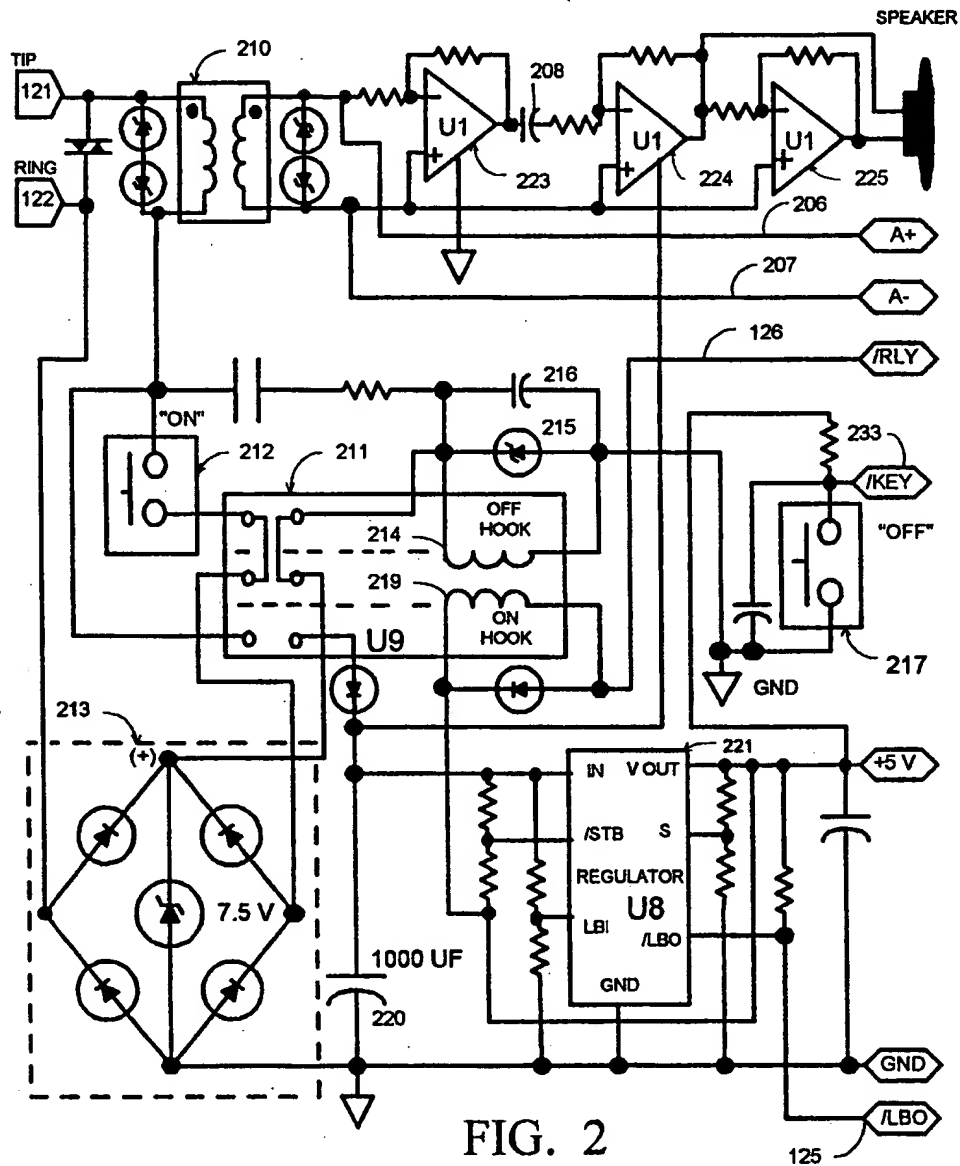 SPEAKER
TIP
210
121
208
U1
U1
U1
RING
122
223
224
225
206
A+
207
A-
126
/RLY
216
"ON"
215
233
212
211
/KEY
OFF
HOOK
"OFF"
214
219
ON
HOOK
U9
217
GND
213
(+)
221
IN
V OUT
+5 V
/STB
S
REGULATOR
7.5 V
U8
LBI
/LBO
1000 UF
GND
220
GND
/LBO
FIG. 2
125